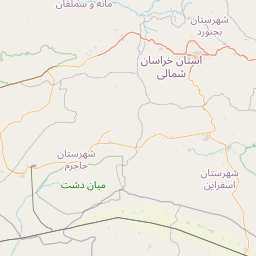 مانه و سملقان
شهرستان
بجنورد
استان خراسان
شمالی
شهرستان
جاجرم
میان دشت
شهرستان
اسفراین